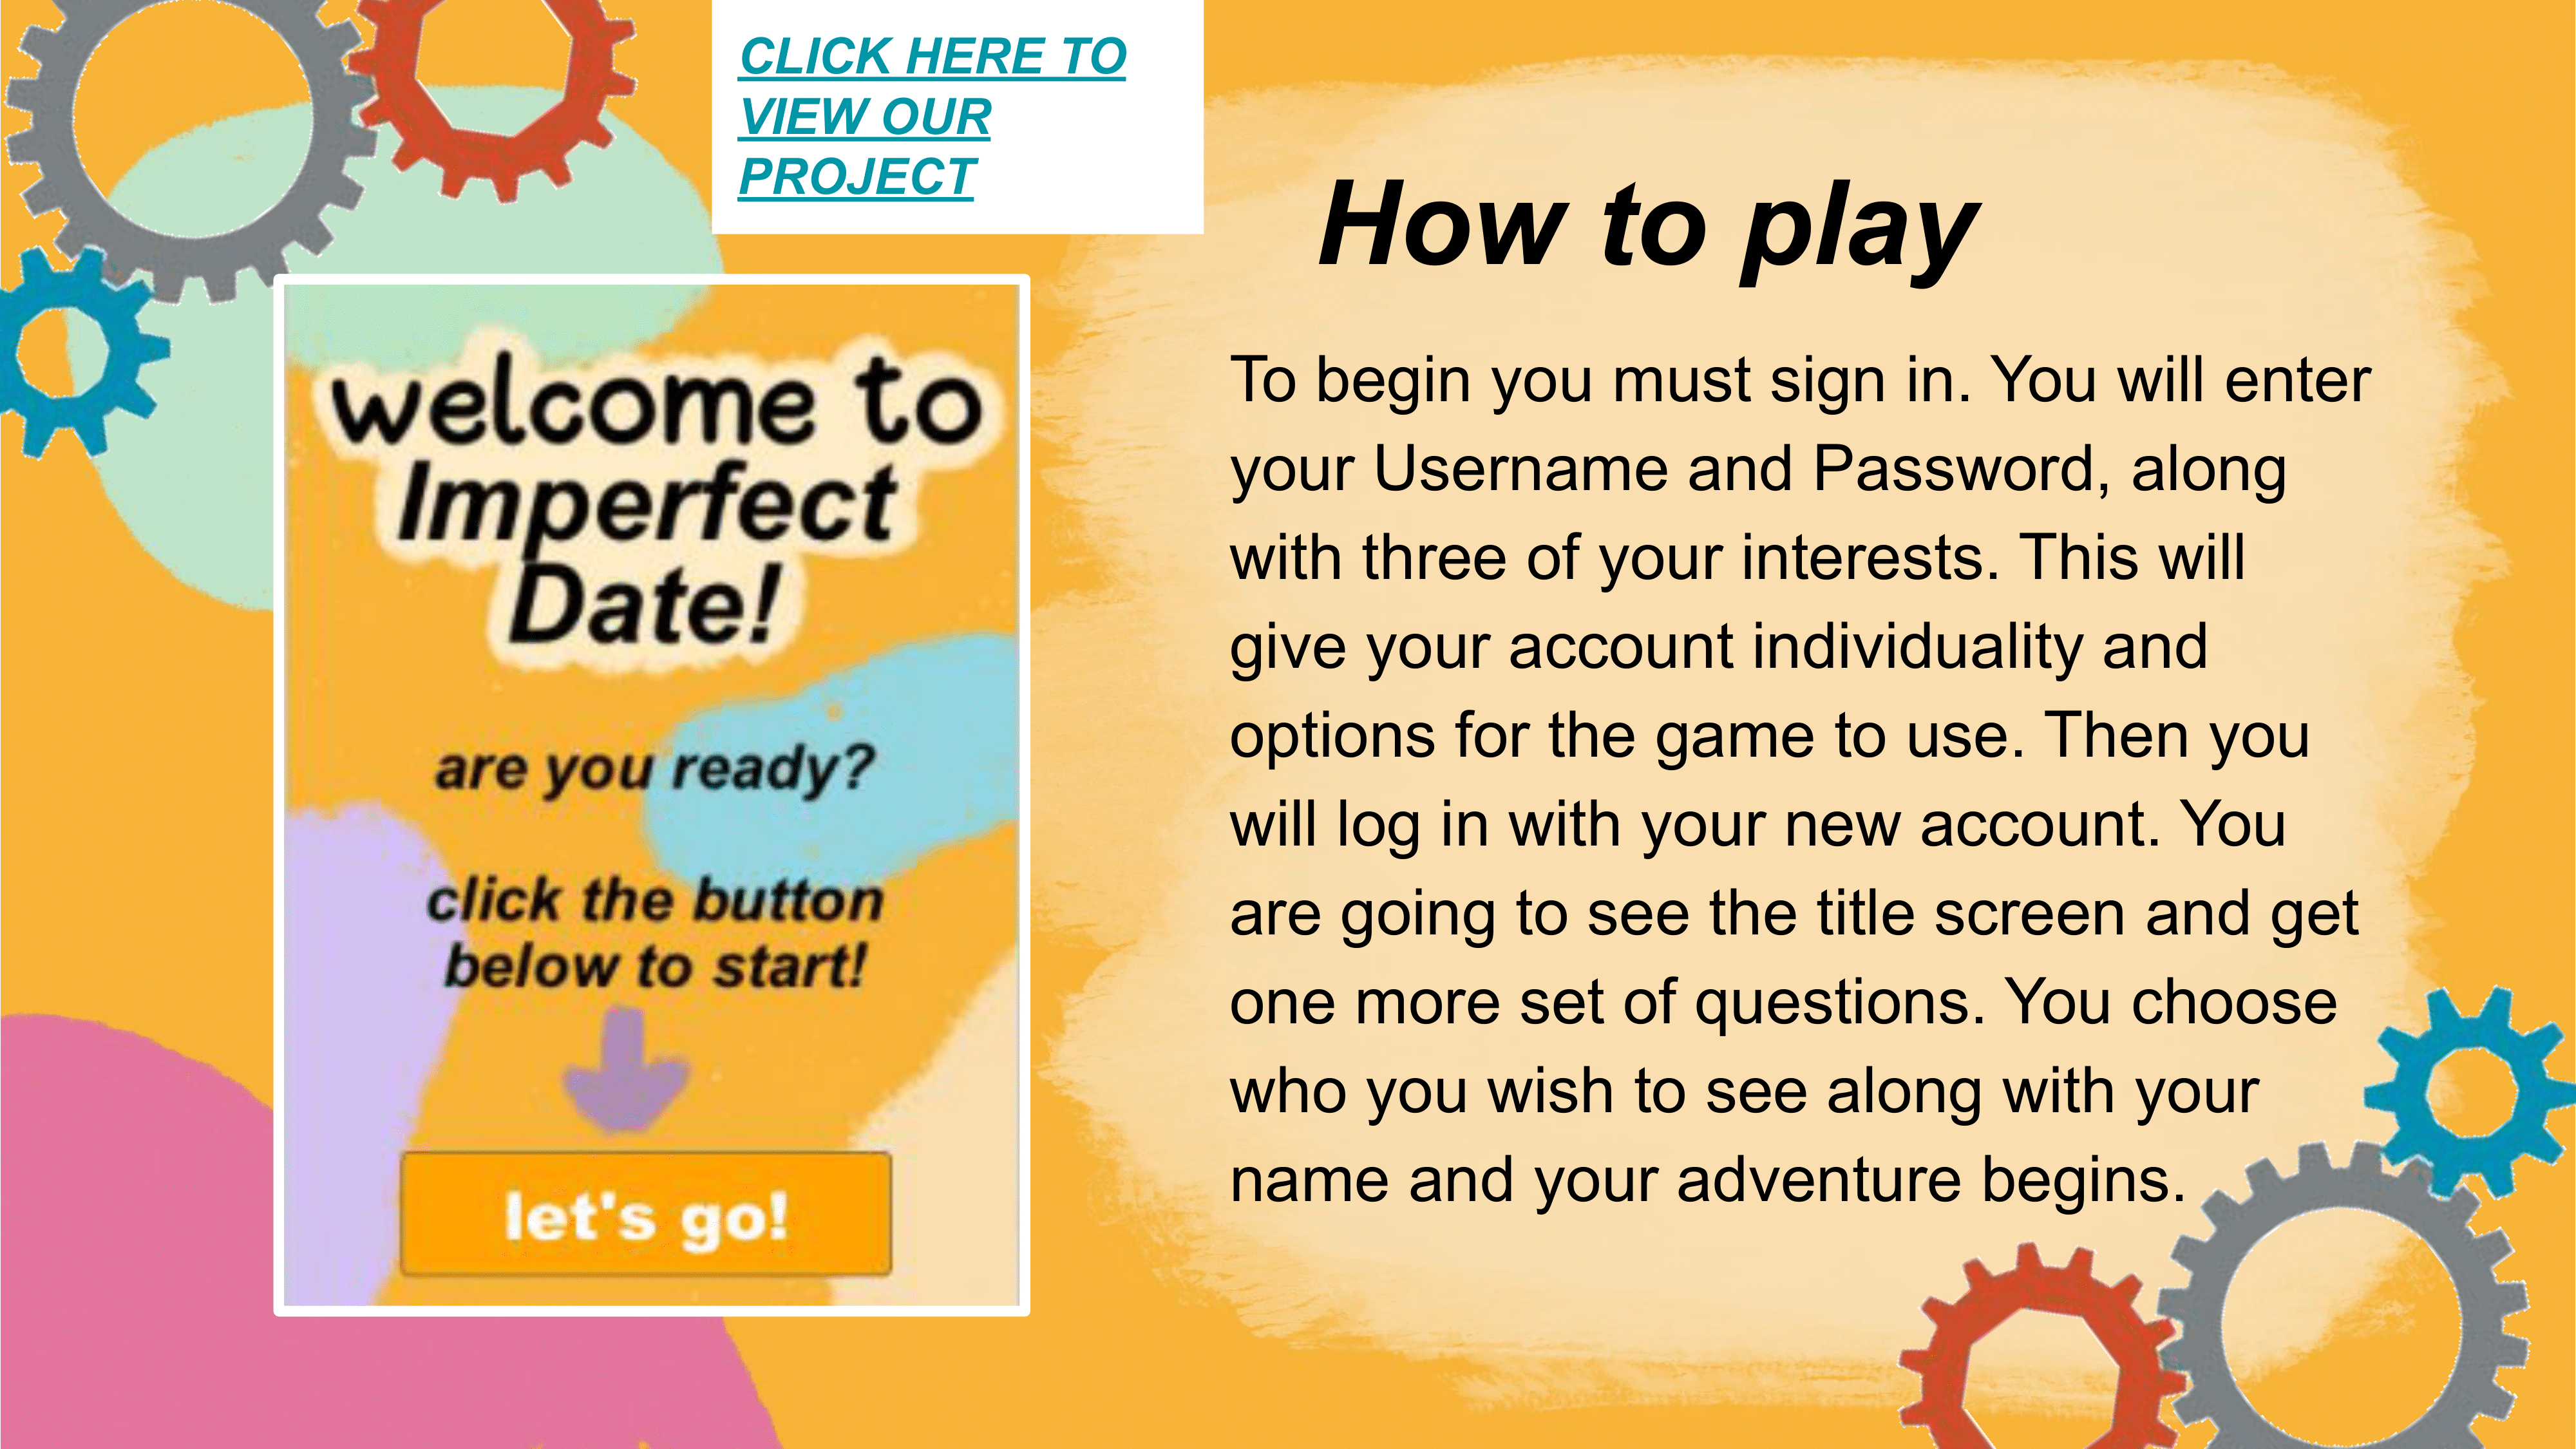 CLICK HERE TO
VIEW OUR
PROJECT
welcome to
Imperfect
Date!
are you ready?
click the button
below to start!
let's go!
How to play
To begin you must sign in. You will enter
your Username and Password, along
with three of your interests. This will
give your account individuality and
options for the game to use. Then you
will log in with your new account. You
are going to see the title screen and get
one more set of questions. You choose
who you wish to see along with your
name and your adventure begins.